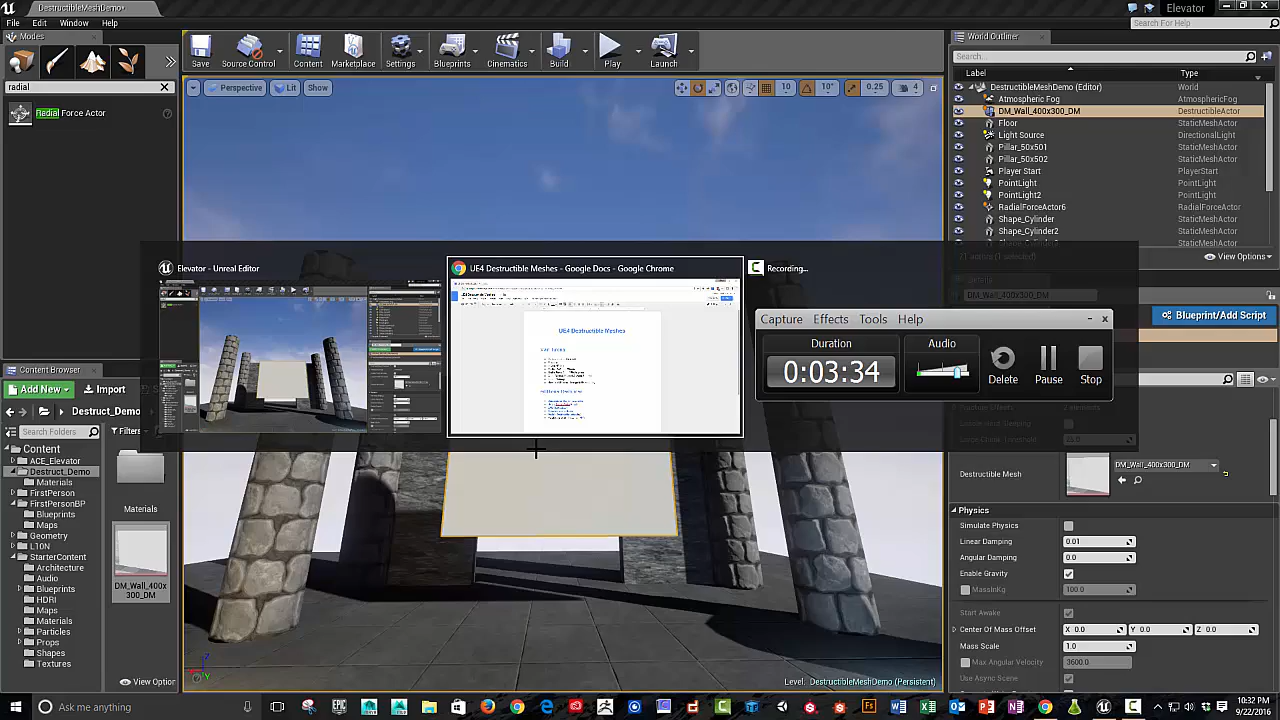 DestructibleMeshDemo*
Elevator
File Edit Window Help
Search For Help
Modes
radial
Radial Force Actor
Save Source Control Content Marketplace Settings Blueprints Cinematics Build Play Launch
Perspective Lit Show
10 10° 0.25 4
World Outliner
Search...
Label Type
DestructibleMeshDemo (Editor) World
Atmospheric Fog AtmosphericFog
DM_Wall_400x300_DM DestructibleActor
Floor StaticMeshActor
Light Source DirectionalLight
Pillar_50x501 StaticMeshActor
Pillar_50x502 StaticMeshActor
Player Start PlayerStart
PointLight PointLight
PointLight2 PointLight
RadialForceActor6 RadialForceActor
Shape_Cylinder StaticMeshActor
Shape_Cylinder2 StaticMeshActor
View Options
DM_Wall_400x300_DM
Blueprint/Add Script
Elevator - Unreal Editor
UE4 Destructible Meshes - Google Docs - Google Chrome
UE4 Destructible Meshes
Recording...
Capture Effects Tools Help
Duration Audio
0:03:34
Delete Pause Stop
Content Browser
Add New Import
Destruct_Demo
Search Folders
Filters
Content
ACE_Elevator
Destruct_Demo
Materials
FirstPerson
FirstPersonBP
Blueprints
Maps
Geometry
L10N
StarterContent
Architecture
Audio
Blueprints
HDRI
Maps
Materials
Particles
Props
Shapes
Textures
Materials
DM_Wall_400x
300_DM
View Option
Destructible Mesh DM_Wall_400x300_DM
Physics
Simulate Physics
Linear Damping 0.01
Angular Damping 0.0
Enable Gravity
MassInKg 100.0
Start Awake
Center Of Mass Offset X 0.0 Y 0.0 Z 0.0
Mass Scale 1.0
Max Angular Velocity 3600.0
Use Async Scene
Level: DestructibleMeshDemo (Persistent)
Ask me anything
10:32 PM
9/22/2016